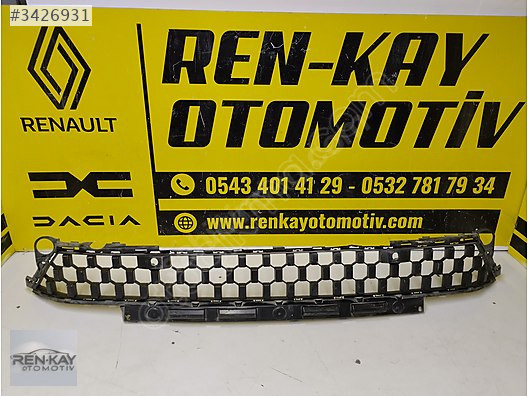 #3426931
REN-KAY
OTOMOTİV
RENAULT
0543 401 41 29 - 0532 781 79 34
DACIA
www.renkayotomotiv.com
REN-KAY
OTOMOTİV